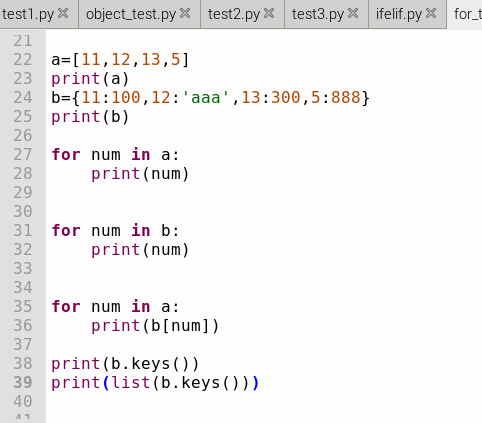 test1.py object_test.py test2.py test3.py ifelif.py for_t
21
22 a=[11,12,13,5]
23 print(a)
24 b={11:100,12:'aaa',13:300,5:888}
25 print(b)
26
27 for num in a:
28     print(num)
29
30
31 for num in b:
32     print(num)
33
34
35 for num in a:
36     print(b[num])
37
38 print(b.keys())
39 print(list(b.keys()))
40
41